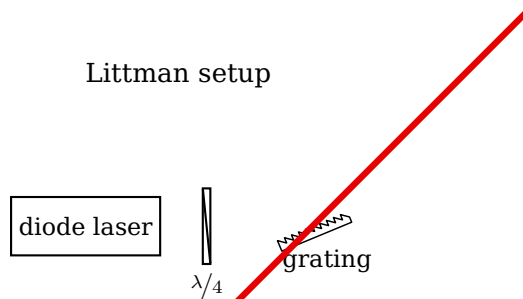 Littman setup
diode laser
λ/4
grating